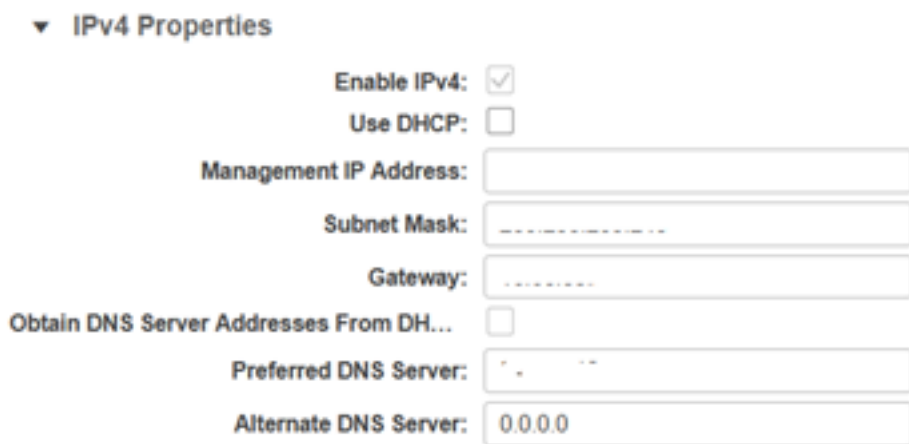 IPv4 Properties
Enable IPv4:
Use DHCP:
Management IP Address:
Subnet Mask:
Gateway:
Obtain DNS Server Addresses From DH...
Preferred DNS Server:
Alternate DNS Server: 0.0.0.0